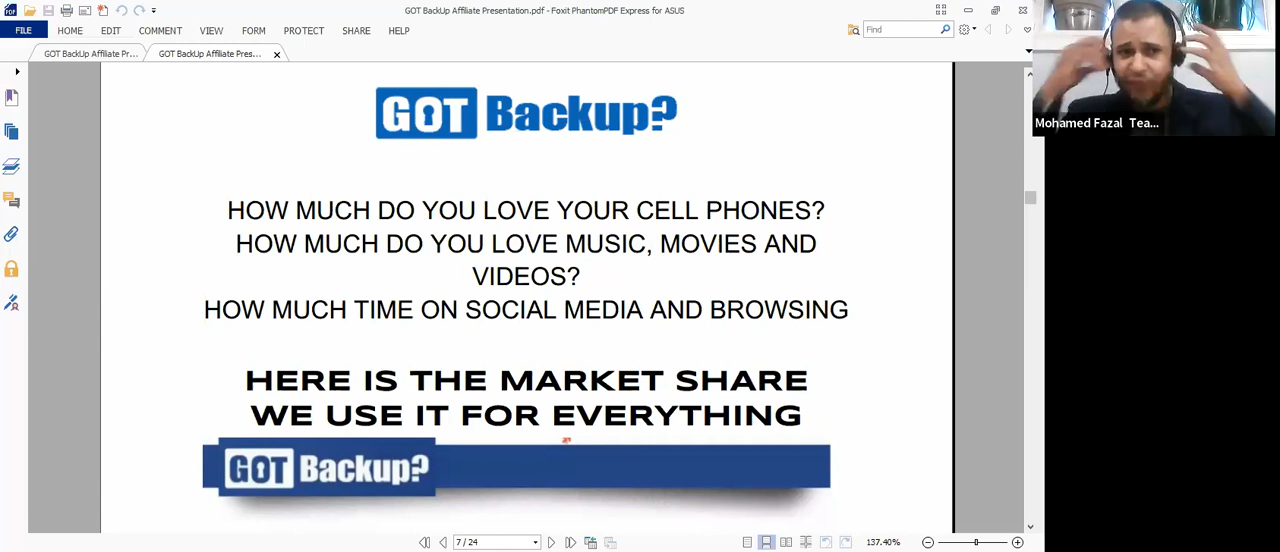 GOT BackUp Affiliate Presentation.pdf - Foxit PhantomPDF Express for ASUS
FILE HOME EDIT COMMENT VIEW FORM PROTECT SHARE HELP
Find
GOT BackUp Affiliate Pr... GOT BackUp Affiliate Pres...
Mohamed Fazal Tea...
GOT Backup?
HOW MUCH DO YOU LOVE YOUR CELL PHONES?
HOW MUCH DO YOU LOVE MUSIC, MOVIES AND
VIDEOS?
HOW MUCH TIME ON SOCIAL MEDIA AND BROWSING
HERE IS THE MARKET SHARE
WE USE IT FOR EVERYTHING
GOT Backup?
7 / 24
137.40%